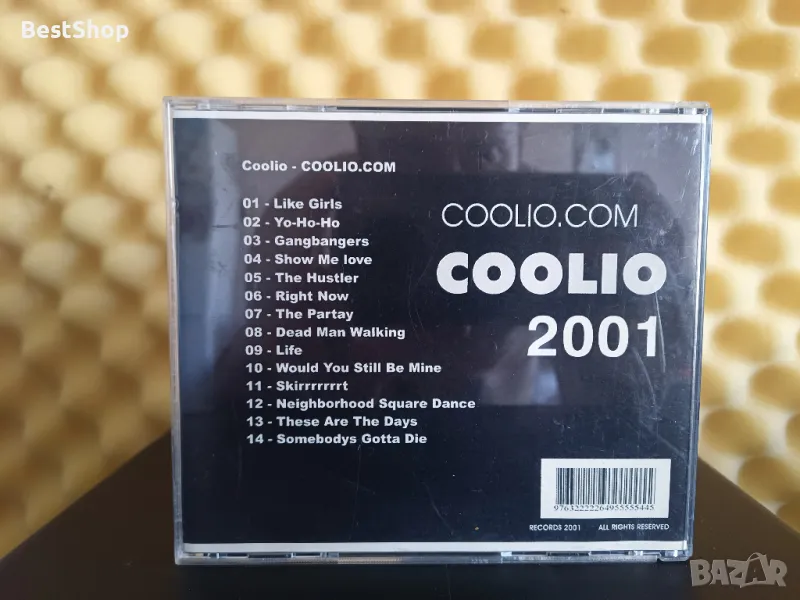 BestShop
Coolio - COOLIO.COM
01 - Like Girls
02 - Yo-Ho-Ho
03 - Gangbangers
04 - Show Me love
05 - The Hustler
06 - Right Now
07 - The Partay
08 - Dead Man Walking
09 - Life
10 - Would You Still Be Mine
11 - Skirrrrrrrt
12 - Neighborhood Square Dance
13 - These Are The Days
14 - Somebodys Gotta Die
COOLIO.COM
COOLIO
2001
97632222264955555445
RECORDS 2001 ALL RIGHTS RESERVED
BAZAR